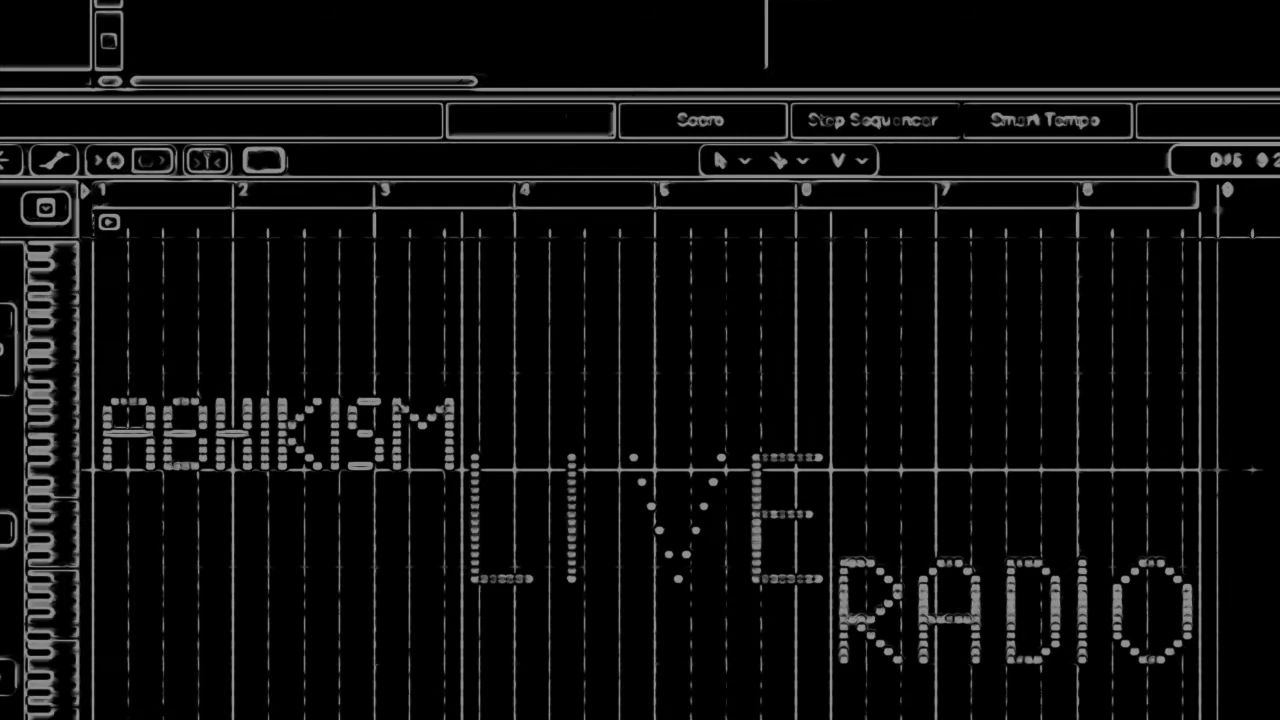 Score Step Sequencer Smart Tempo
1 2 3 4 5 6 7 8 9
ABHIKISM
LIVE
RADIO